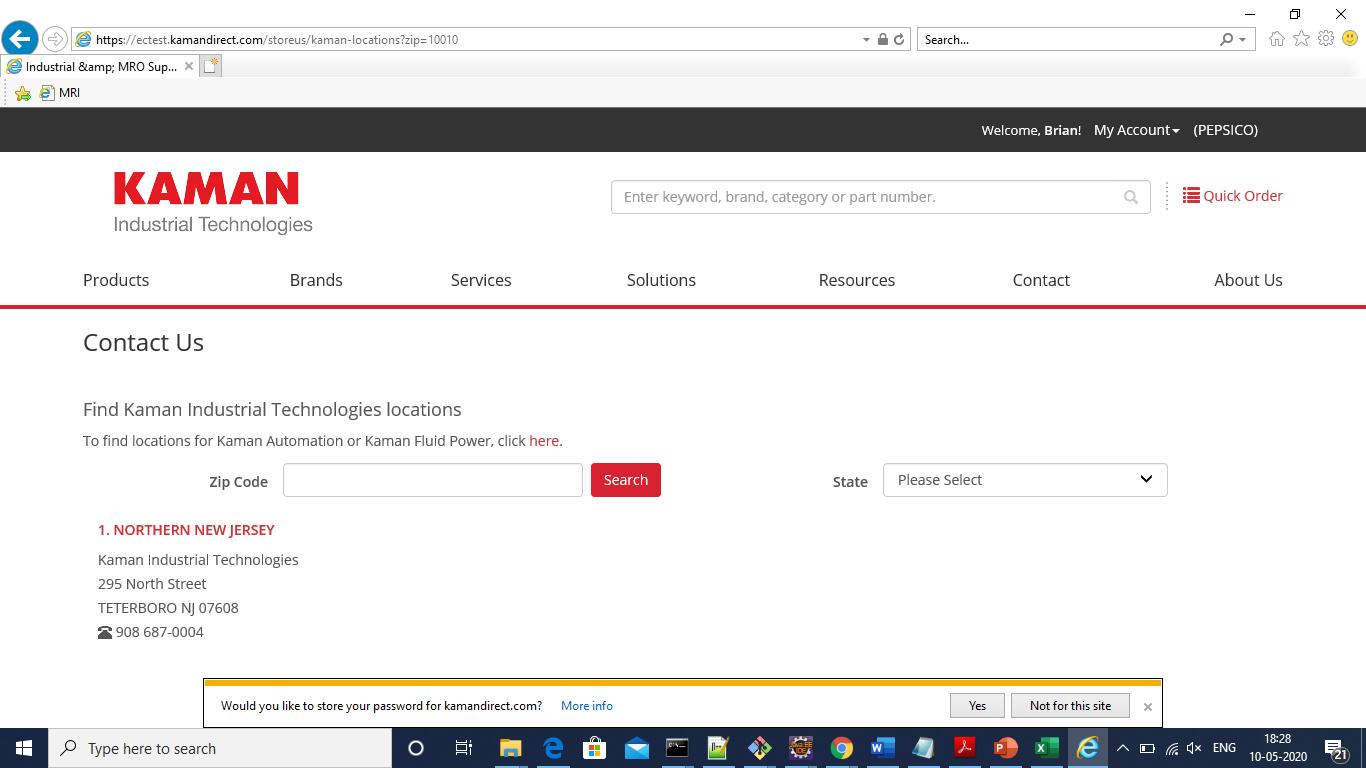 https://ectest.kamandirect.com/storeus/kaman-locations?zip=10010
Search...
Industrial &amp; MRO Sup...
MRI
Welcome, Brian! My Account (PEPSICO)
KAMAN
Industrial Technologies
Enter keyword, brand, category or part number.
Quick Order
Products Brands Services Solutions Resources Contact About Us
Contact Us
Find Kaman Industrial Technologies locations
To find locations for Kaman Automation or Kaman Fluid Power, click here.
Zip Code Search State Please Select
1. NORTHERN NEW JERSEY
Kaman Industrial Technologies
295 North Street
TETERBORO NJ 07608
908 687-0004
Would you like to store your password for kamandirect.com? More info Yes Not for this site
Type here to search
ENG
18:28
10-05-2020
21